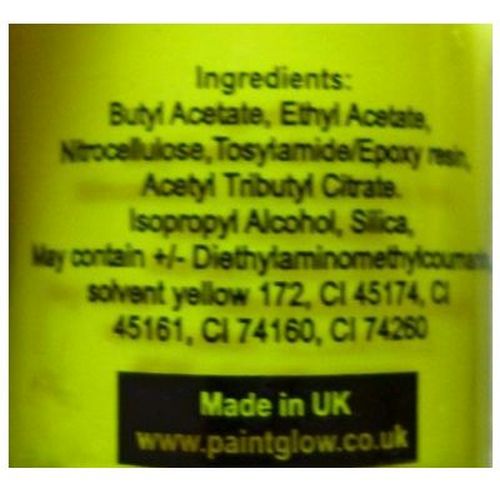 Ingredients:
Butyl Acetate, Ethyl Acetate,
Nitrocellulose, Tosylamide/Epoxy resin,
Acetyl Tributyl Citrate.
Isopropyl Alcohol, Silica,
May contain +/- Diethylaminomethylcoumarin
solvent yellow 172, CI 45174, CI
45161, CI 74160, CI 74260
Made in UK
www.paintglow.co.uk